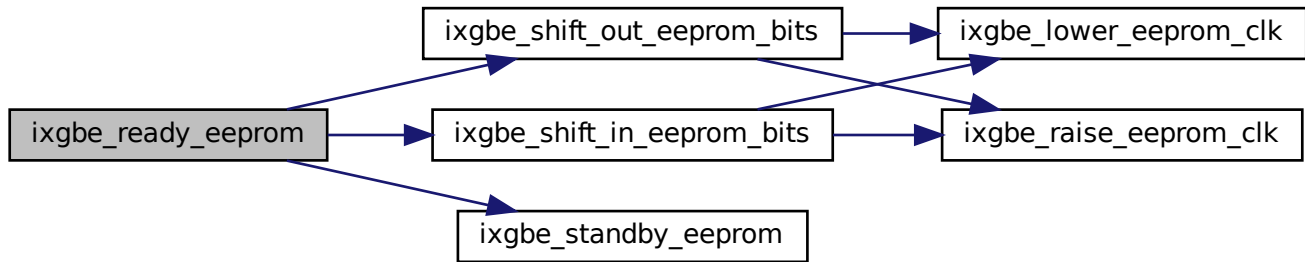 ixgbe_shift_out_eeprom_bits
ixgbe_lower_eeprom_clk
ixgbe_ready_eeprom
ixgbe_shift_in_eeprom_bits
ixgbe_raise_eeprom_clk
ixgbe_standby_eeprom